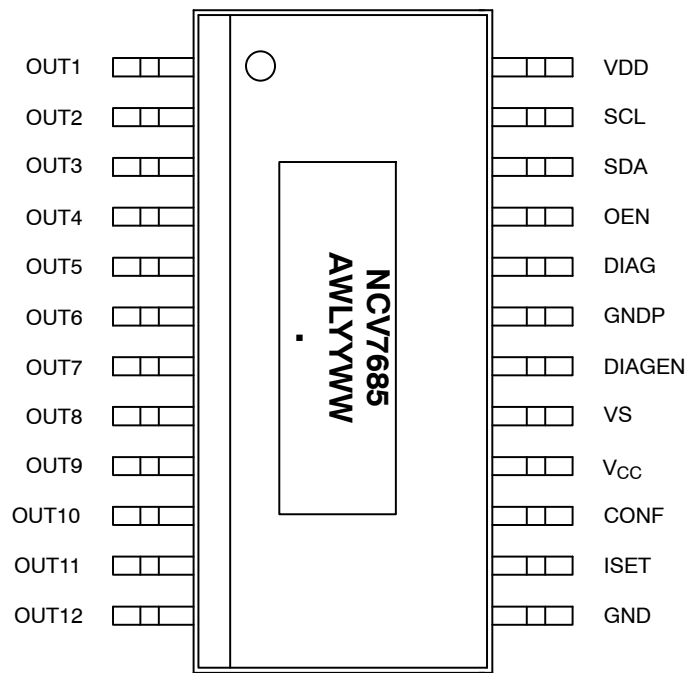 OUT1
OUT2
OUT3
OUT4
OUT5
OUT6
OUT7
OUT8
OUT9
OUT10
OUT11
OUT12
NCV7685
AWLYYWW
VDD
SCL
SDA
OEN
DIAG
GNDP
DIAGEN
VS
VCC
CONF
ISET
GND